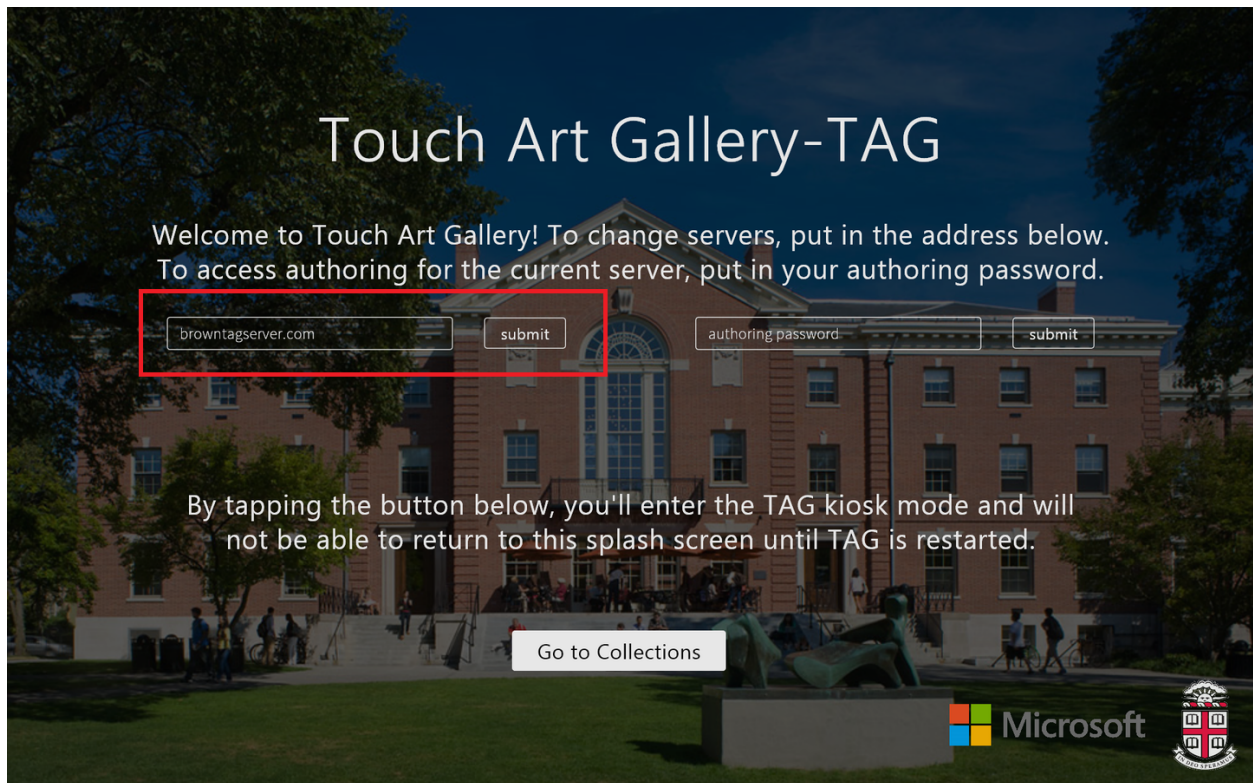 Touch Art Gallery-TAG
Welcome to Touch Art Gallery! To change servers, put in the address below.
To access authoring for the current server, put in your authoring password.
browntagserver.com submit authoring password submit
By tapping the button below, you'll enter the TAG kiosk mode and will
not be able to return to this splash screen until TAG is restarted.
Go to Collections
Microsoft
IN DEO SPERAMUS